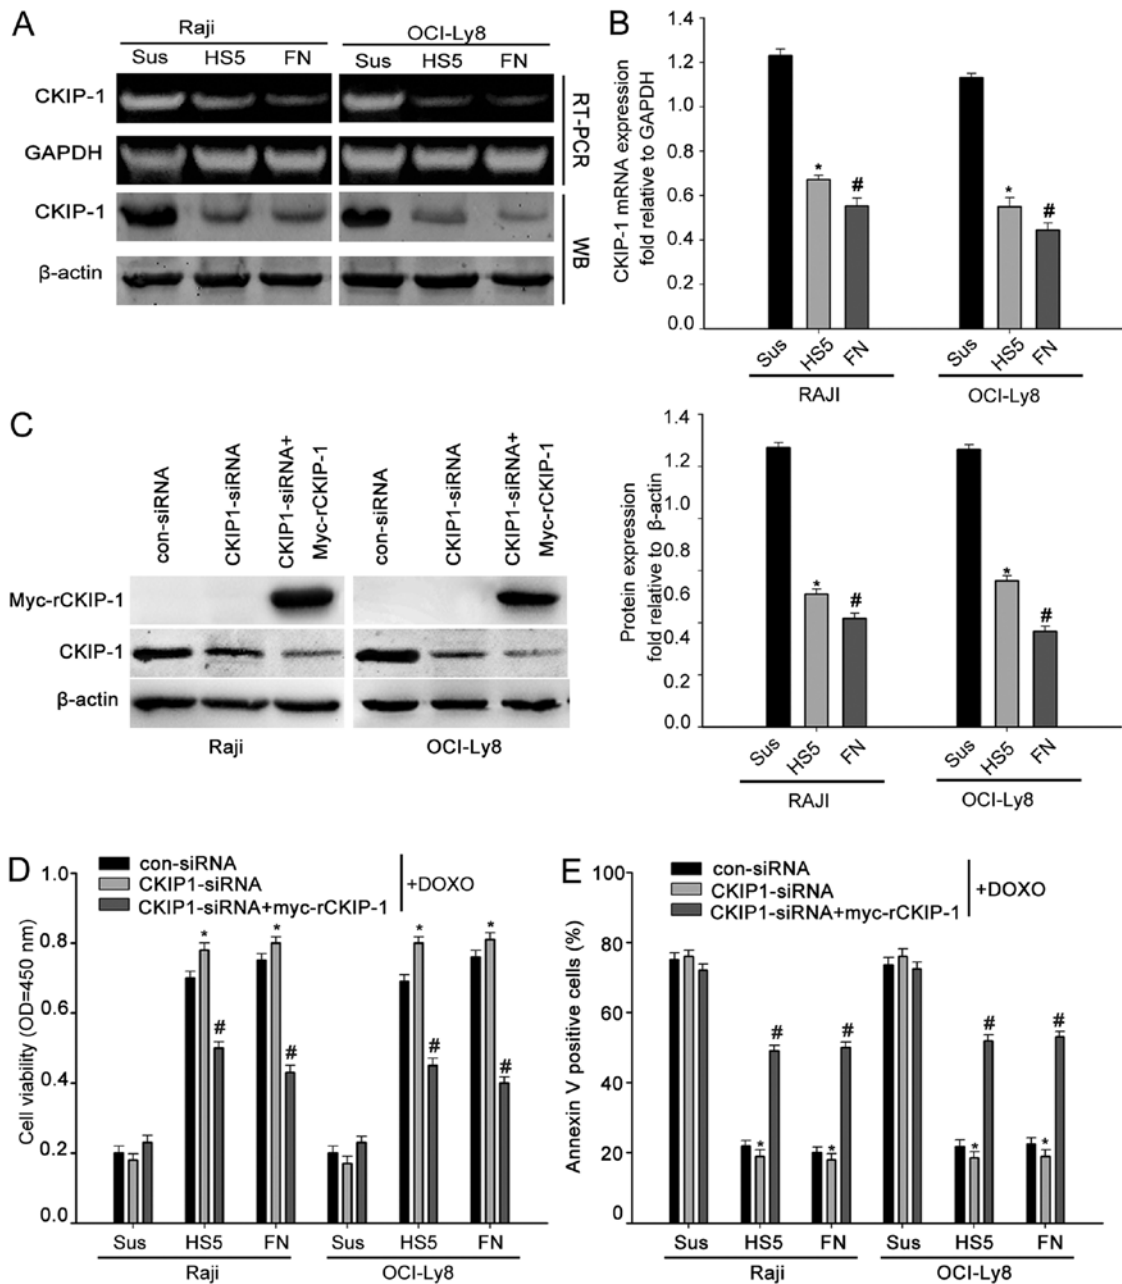 A
Raji
OCI-Ly8
Sus HS5 FN Sus HS5 FN
CKIP-1
GAPDH
RT-PCR
CKIP-1
β-actin
WB
B
CKIP-1 mRNA expression
fold relative to GAPDH
1.4
1.2
1.0
0.8
0.6
0.4
0.2
0.0
* # * #
Sus HS5 FN Sus HS5 FN
RAJI OCI-Ly8
Protein expression
fold relative to β-actin
1.4
1.2
1.0
0.8
0.6
0.4
0.2
0.0
* # * #
Sus HS5 FN Sus HS5 FN
RAJI OCI-Ly8
C
con-siRNA
CKIP1-siRNA
CKIP1-siRNA+
Myc-rCKIP-1
con-siRNA
CKIP1-siRNA
CKIP1-siRNA+
Myc-rCKIP-1
Myc-rCKIP-1
CKIP-1
β-actin
Raji OCI-Ly8
D
con-siRNA
CKIP1-siRNA
CKIP1-siRNA+myc-rCKIP-1
+DOXO
Cell viability (OD=450 nm)
1.0
0.8
0.6
0.4
0.2
0.0
* # * # * # * #
Sus HS5 FN Sus HS5 FN
Raji OCI-Ly8
E
con-siRNA
CKIP1-siRNA
CKIP1-siRNA+myc-rCKIP-1
+DOXO
Annexin V positive cells (%)
100
80
60
40
20
0
* # * # * # * #
Sus HS5 FN Sus HS5 FN
Raji OCI-Ly8